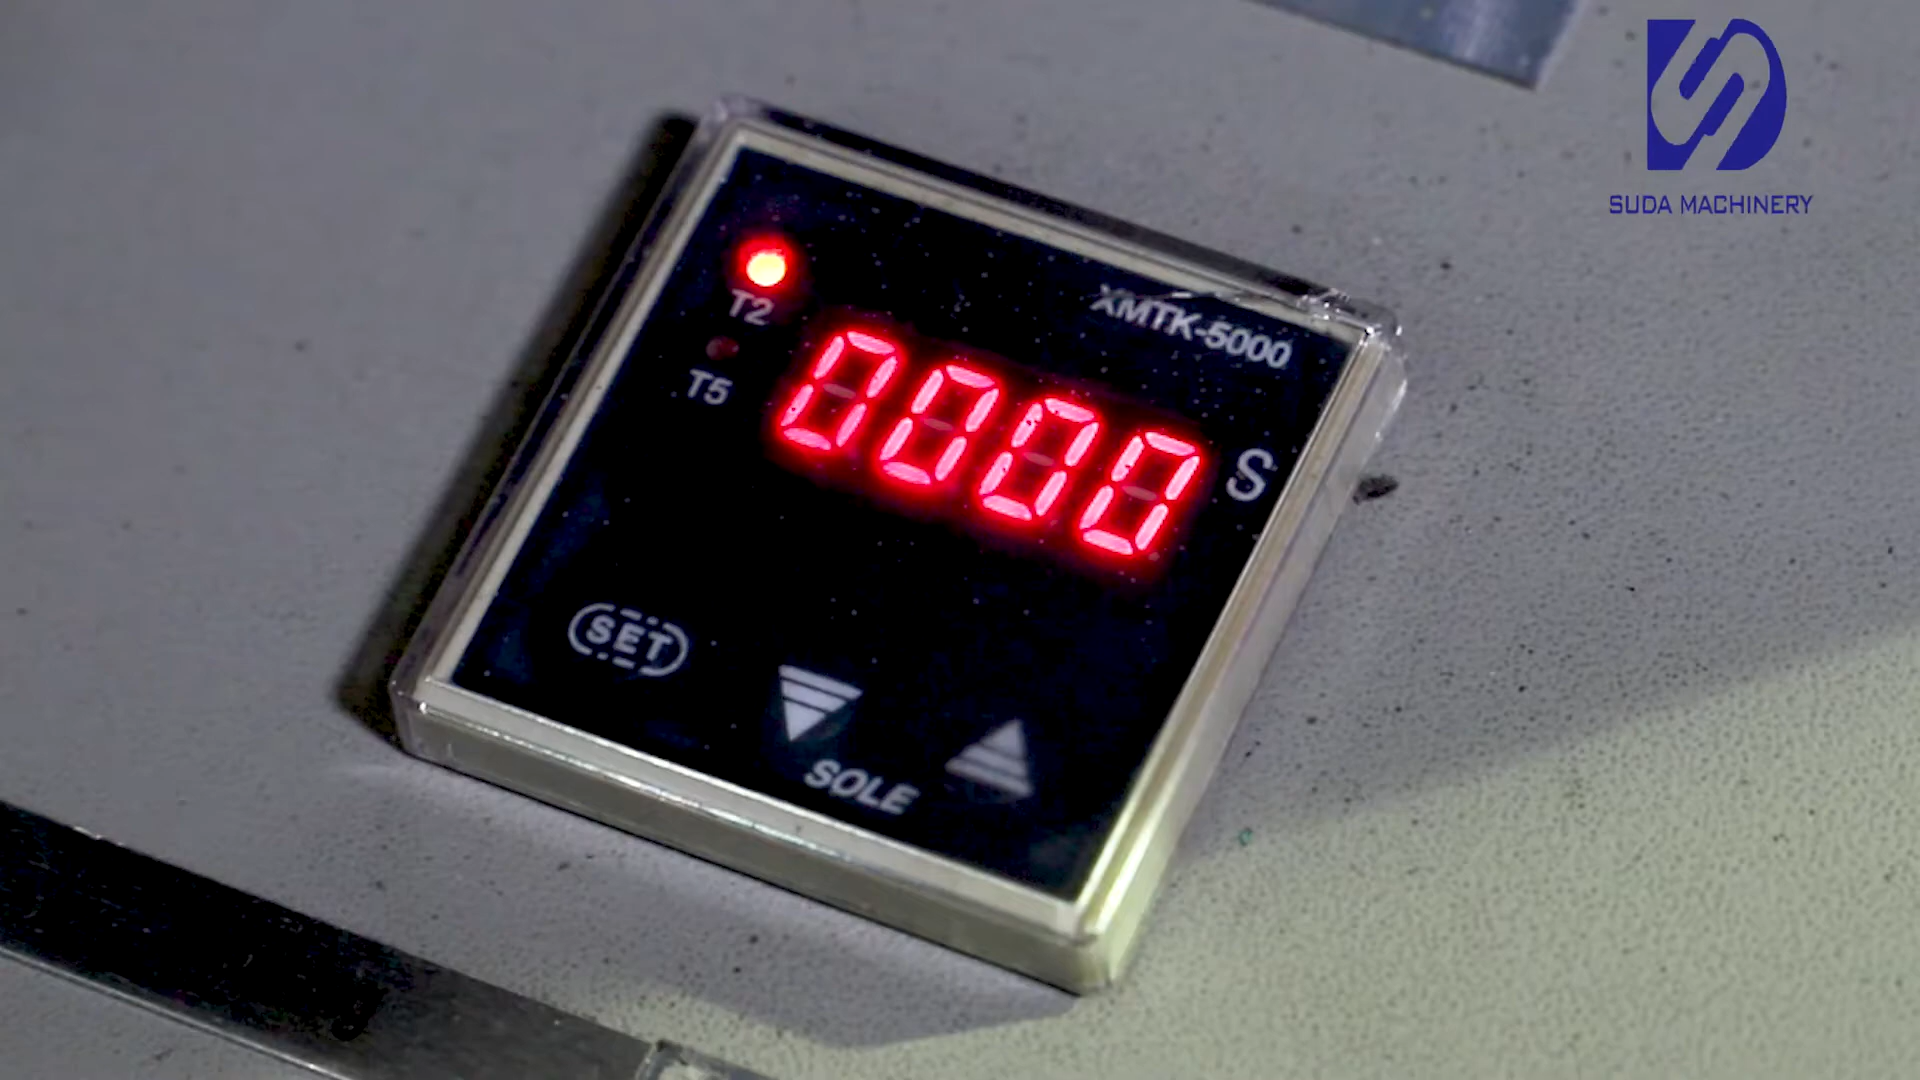 SUDA MACHINERY
XMTK-5000
T2
T5
0000 S
SET
SOLE